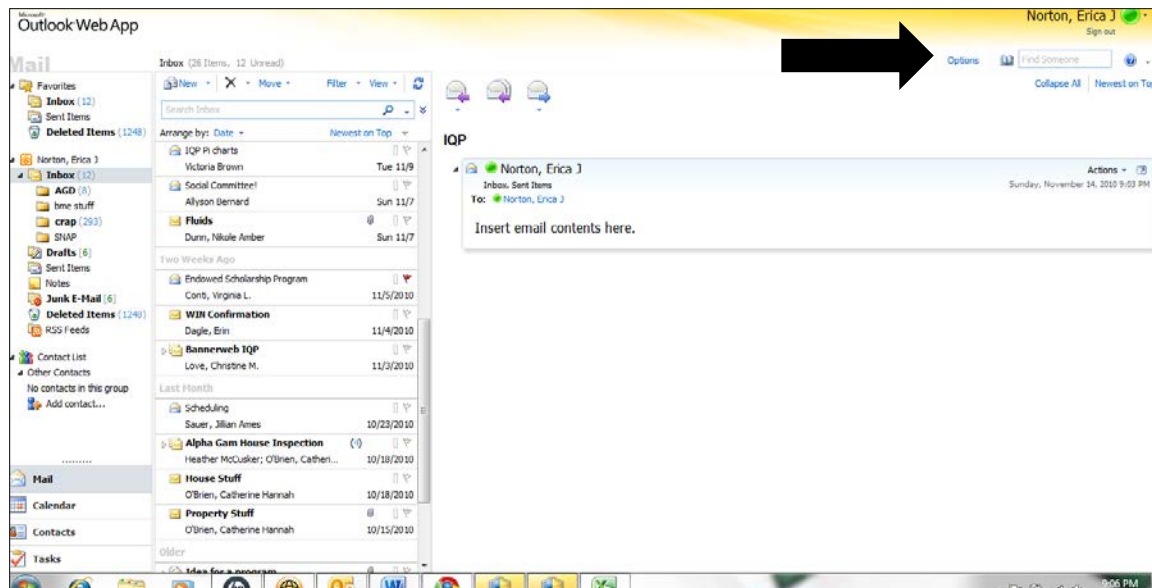 Microsoft®
Outlook Web App
Norton, Erica J
Sign out
Mail
Inbox (26 Items, 12 Unread)
Options
Find Someone
Favorites
Inbox (12)
Sent Items
Deleted Items (1248)
Norton, Erica J
Inbox (12)
AGD (8)
bme stuff
crap (293)
SNAP
Drafts [6]
Sent Items
Notes
Junk E-Mail [6]
Deleted Items (1248)
RSS Feeds
Contact List
Other Contacts
No contacts in this group
Add contact...
Mail
Calendar
Contacts
Tasks
New Move Filter View
Search Inbox
Arrange by: Date Newest on Top
IQP Pi charts
Victoria Brown Tue 11/9
Social Committee!
Allyson Bernard Sun 11/7
Fluids
Dunn, Nikole Amber Sun 11/7
Two Weeks Ago
Endowed Scholarship Program
Conti, Virginia L. 11/5/2010
WIN Confirmation
Dagle, Erin 11/4/2010
Bannerweb IQP
Love, Christine M. 11/3/2010
Last Month
Scheduling
Sauer, Jillian Ames 10/23/2010
Alpha Gam House Inspection
Heather McCusker; O'Brien, Catheri... 10/18/2010
House Stuff
O'Brien, Catherine Hannah 10/18/2010
Property Stuff
O'Brien, Catherine Hannah 10/15/2010
Older
Idea for a program
Collapse All Newest on To
IQP
Norton, Erica J Actions
Inbox. Sent Items Sunday, November 14, 2010 9:03 PM
To: Norton, Erica J
Insert email contents here.
9:06 PM